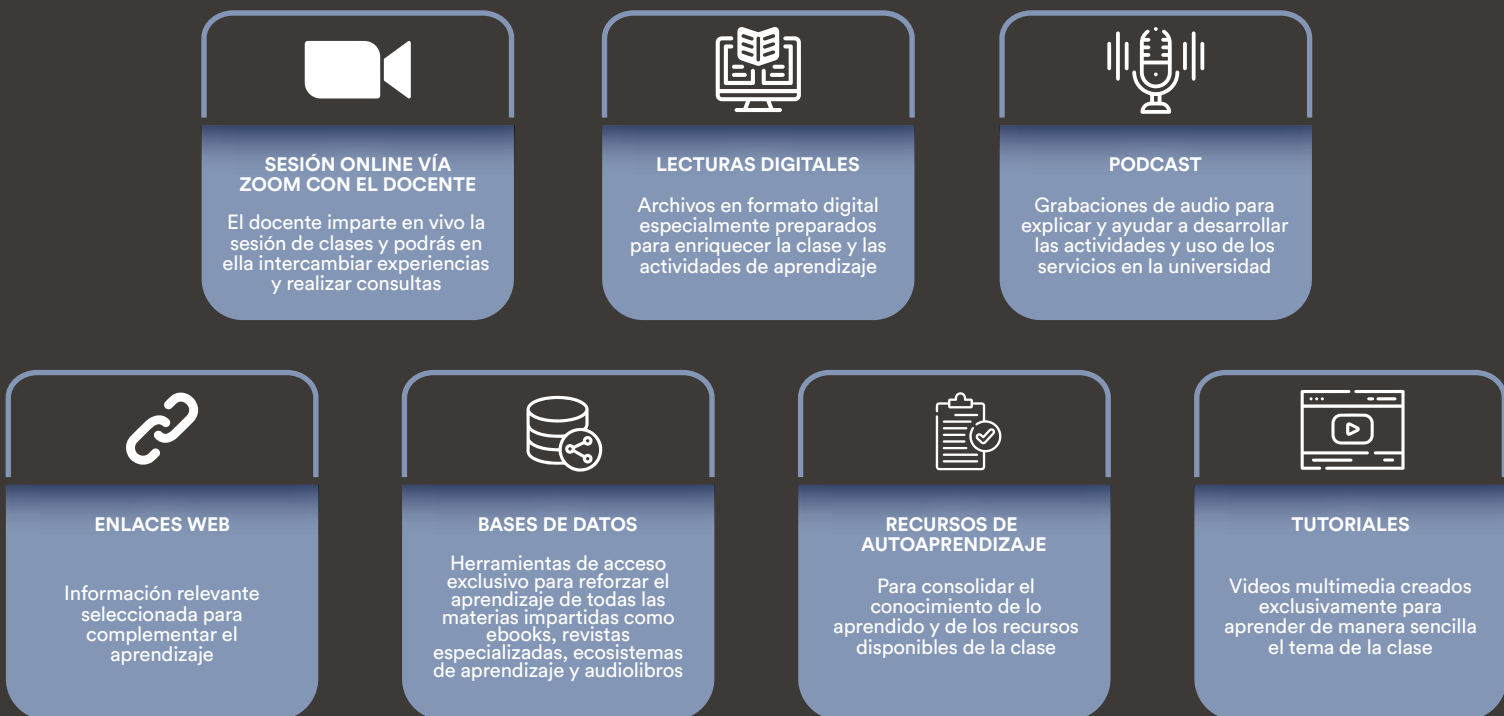 SESIÓN ONLINE VÍA
ZOOM CON EL DOCENTE
El docente imparte en vivo la
sesión de clases y podrás en
ella intercambiar experiencias
y realizar consultas
LECTURAS DIGITALES
Archivos en formato digital
especialmente preparados
para enriquecer la clase y las
actividades de aprendizaje
PODCAST
Grabaciones de audio para
explicar y ayudar a desarrollar
las actividades y uso de los
servicios en la universidad
ENLACES WEB
Información relevante
seleccionada para
complementar el
aprendizaje
BASES DE DATOS
Herramientas de acceso
exclusivo para reforzar el
aprendizaje de todas las
materias impartidas como
ebooks, revistas
especializadas, ecosistemas
de aprendizaje y audiolibros
RECURSOS DE
AUTOAPRENDIZAJE
Para consolidar el
conocimiento de lo
aprendido y de los recursos
disponibles de la clase
TUTORIALES
Videos multimedia creados
exclusivamente para
aprender de manera sencilla
el tema de la clase